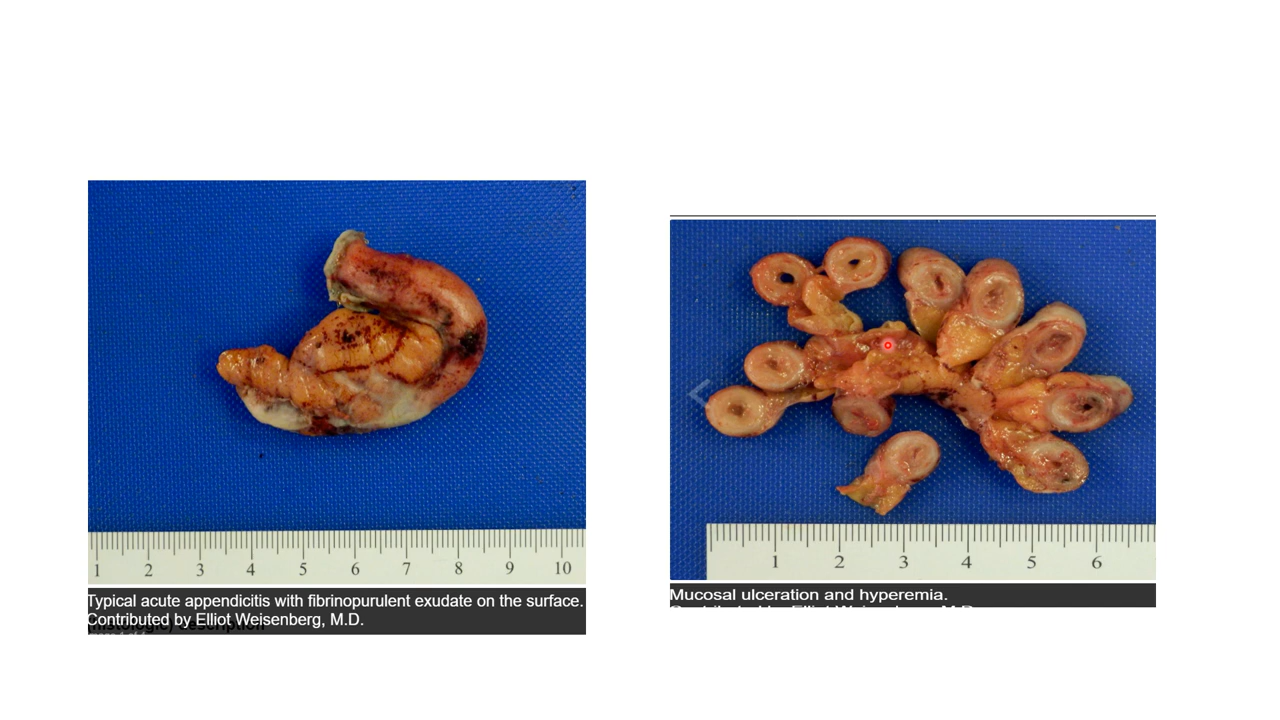 1 2 3 4 5 6 7 8 9 10
Typical acute appendicitis with fibrinopurulent exudate on the surface.
Contributed by Elliot Weisenberg, M.D.
1 2 3 4 5 6
Mucosal ulceration and hyperemia.